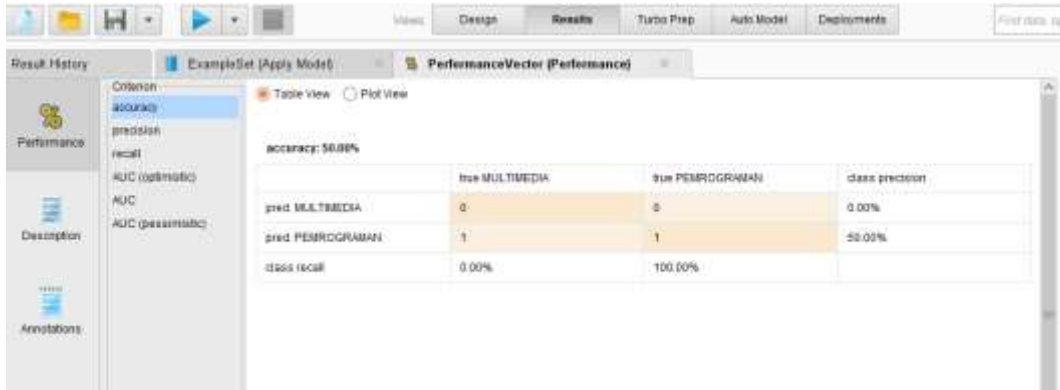 Views: Design Results Turbo Prep Auto Model Deployments
Result History ExampleSet (Apply Model) PerformanceVector (Performance)
Criterion
accuracy
precision
recall
AUC (optimistic)
AUC
AUC (pessimistic)
Performance
Description
Annotations
Table View Plot View
accuracy: 50.00%
true MULTIMEDIA true PEMROGRAMAN class precision
pred. MULTIMEDIA 0 0 0.00%
pred. PEMROGRAMAN 1 1 50.00%
class recall 0.00% 100.00%